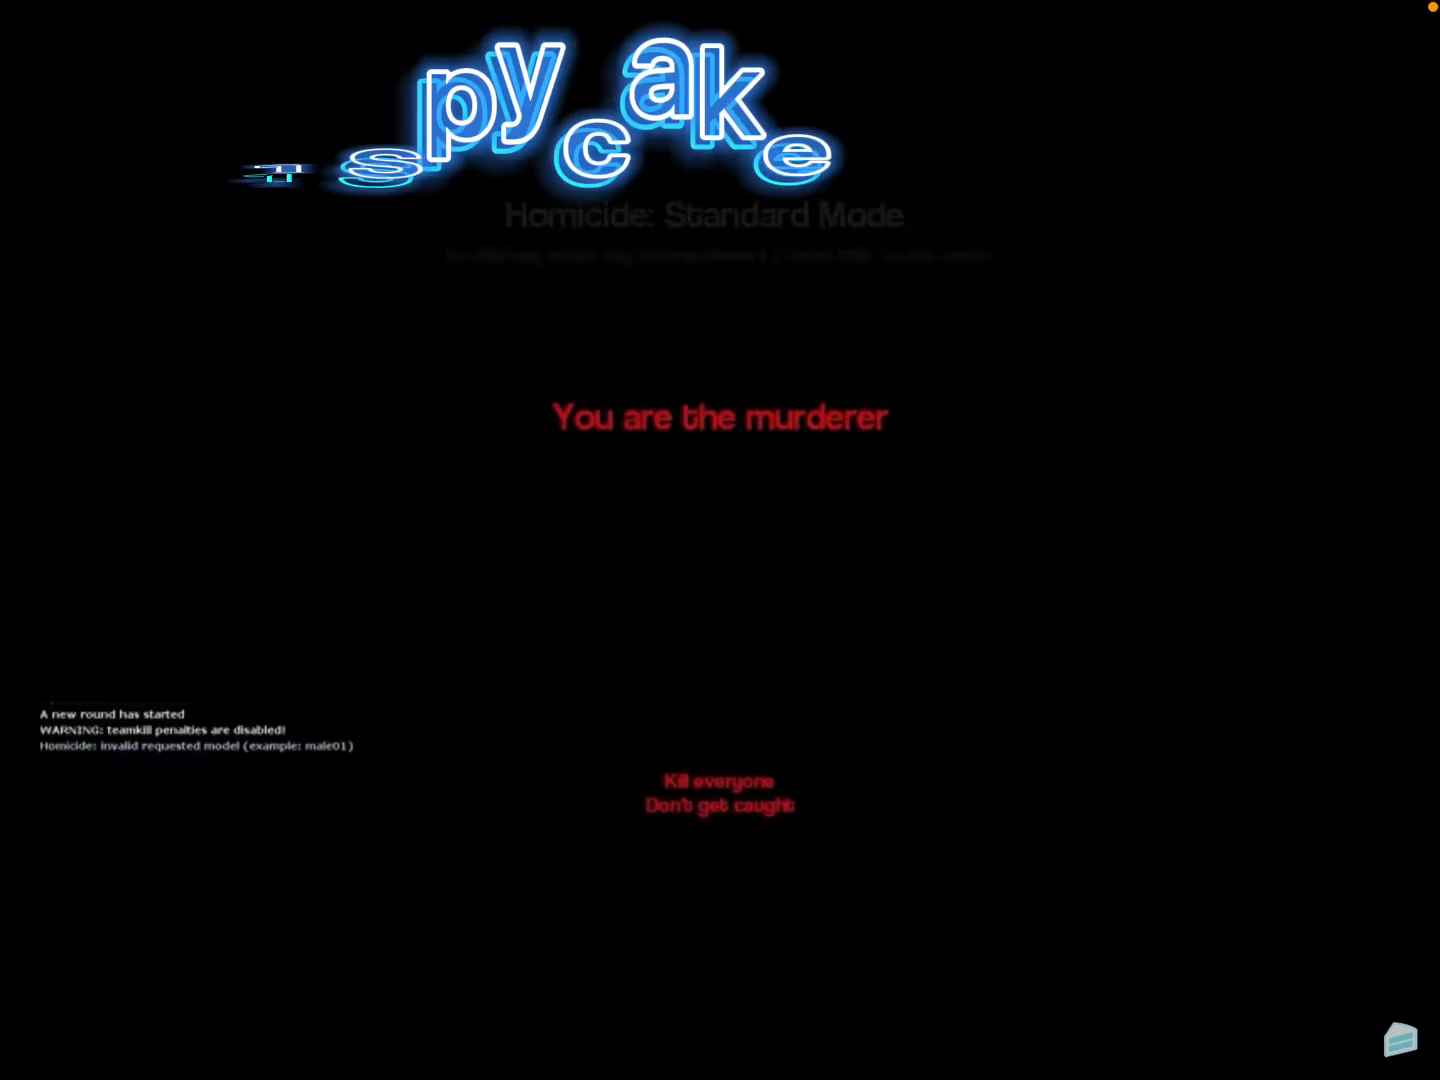 spycake
Homicide: Standard Mode
You are the murderer
A new round has started
WARNING: teamkill penalties are disabled!
Homicide: invalid requested model (example: male01)
Kill everyone
Don't get caught